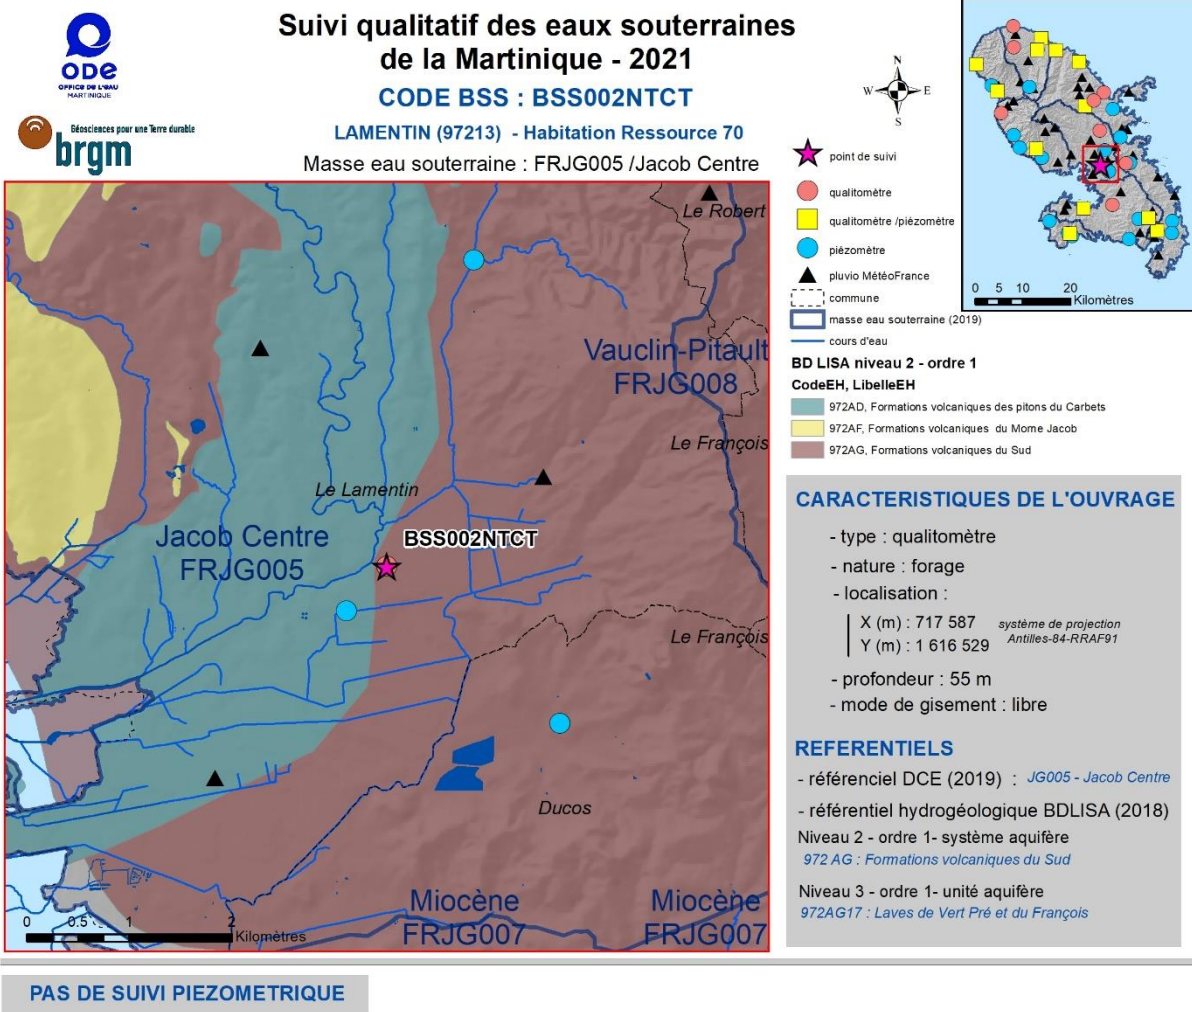 ODE
OFFICE DE L'EAU
MARTINIQUE
Géosciences pour une Terre durable
brgm
Suivi qualitatif des eaux souterraines
de la Martinique - 2021
CODE BSS : BSS002NTCT
LAMENTIN (97213) - Habitation Ressource 70
Masse eau souterraine : FRJG005 /Jacob Centre
N
W
E
S
point de suivi
qualitomètre
qualitomètre /piézomètre
piézomètre
pluvio MétéoFrance
commune
masse eau souterraine (2019)
cours d'eau
BD LISA niveau 2 - ordre 1
CodeEH, LibelleEH
972AD, Formations volcaniques des pitons du Carbets
972AF, Formations volcaniques du Morne Jacob
972AG, Formations volcaniques du Sud
0 5 10 20
Kilomètres
Le Robert
Vauclin-Pitault
FRJG008
Le François
Le Lamentin
Jacob Centre
FRJG005
BSS002NTCT
Le François
Ducos
Miocène
FRJG007
Miocène
FRJG007
0 0.5 1 2
Kilomètres
CARACTERISTIQUES DE L'OUVRAGE
- type : qualitomètre
- nature : forage
- localisation :
X (m) : 717 587
Y (m) : 1 616 529
système de projection
Antilles-84-RRAF91
- profondeur : 55 m
- mode de gisement : libre
REFERENTIELS
- référenciel DCE (2019) : JG005 - Jacob Centre
- référentiel hydrogéologique BDLISA (2018)
Niveau 2 - ordre 1- système aquifère
972 AG : Formations volcaniques du Sud
Niveau 3 - ordre 1- unité aquifère
972AG17 : Laves de Vert Pré et du François
PAS DE SUIVI PIEZOMETRIQUE